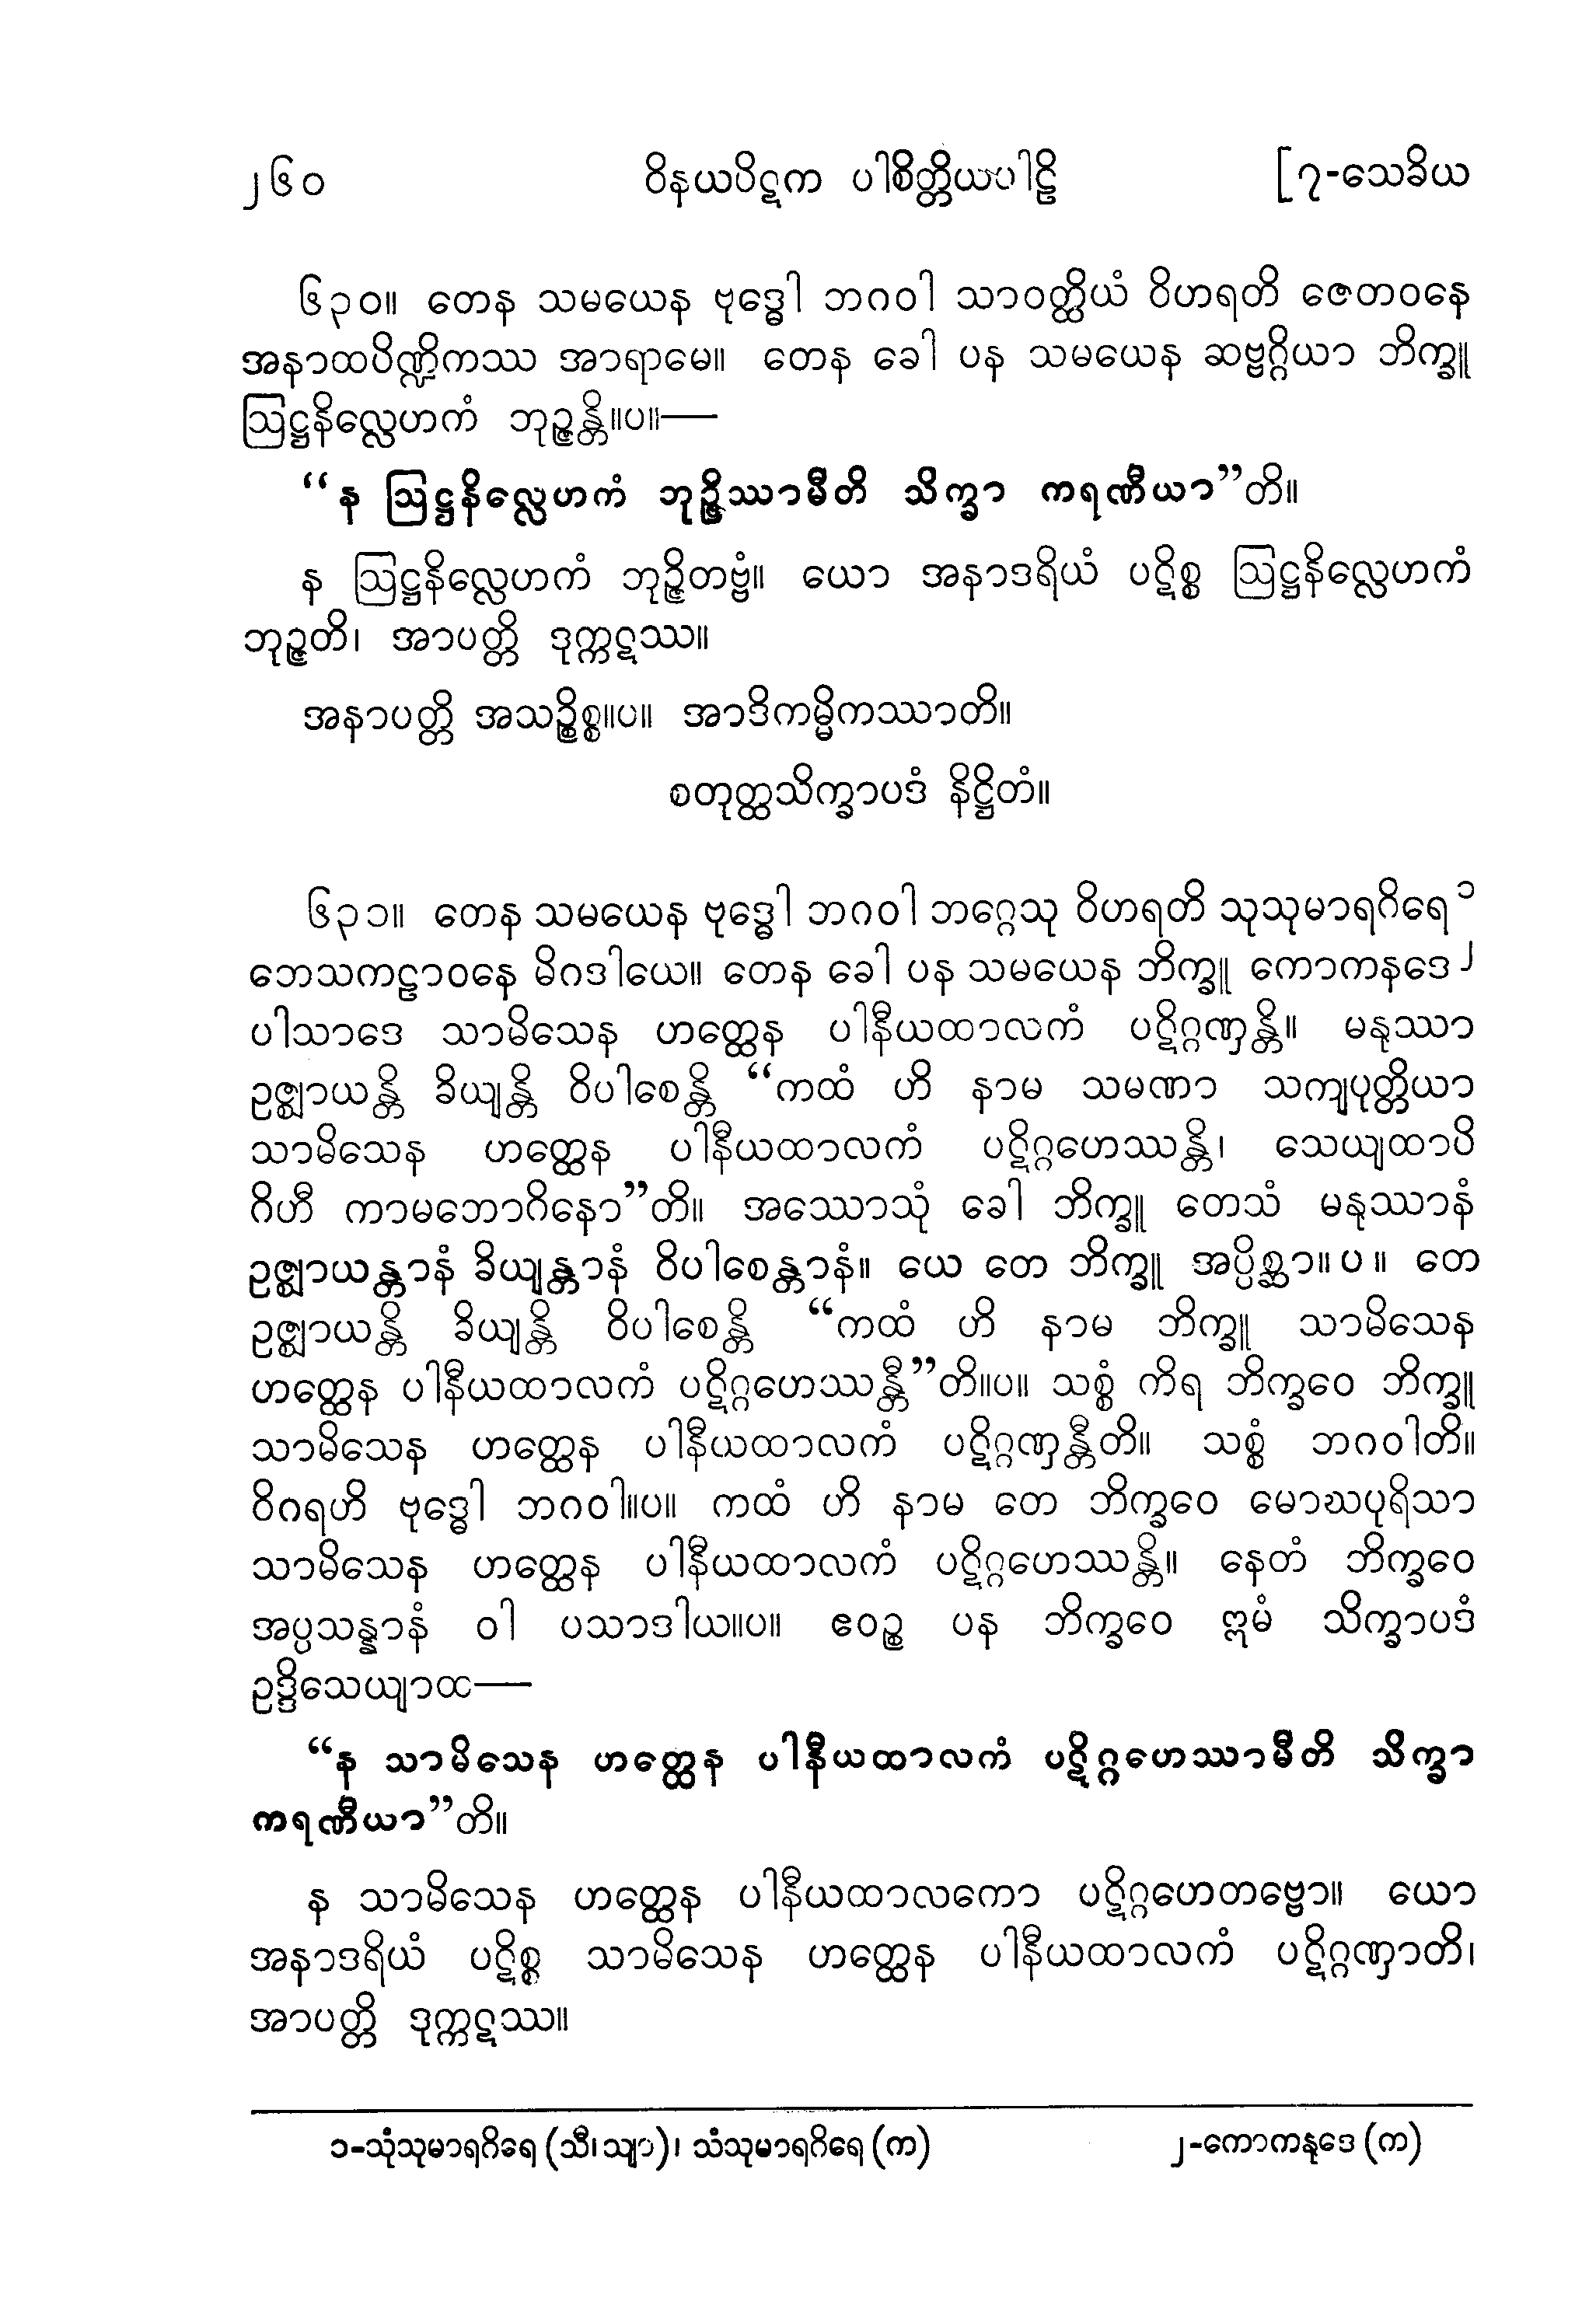 ၂၆၀ ဝိနယပိဋက ပါစိတ္တိယပါဠိ [၇-သေခိယ
၆၃၀။ တေန သမယေန ဗုဒ္ဓေါ ဘဂဝါ သာဝတ္ထိယံ ဝိဟရတိ ဇေတဝနေ
အနာထပိဏ္ဍိကဿ အာရာမေ။ တေန ခေါ ပန သမယေန ဆဗ္ဗဂ္ဂိယာ ဘိက္ခူ
ဩဋ္ဌနိလ္လေဟကံ ဘုဉ္ဇန္တိ။ပ။—
“န ဩဋ္ဌနိလ္လေဟကံ ဘုဉ္ဇိဿာမီတိ သိက္ခာ ကရဏီယာ”တိ။
န ဩဋ္ဌနိလ္လေဟကံ ဘုဉ္ဇိတဗ္ဗံ။ ယော အနာဒရိယံ ပဋိစ္စ ဩဋ္ဌနိလ္လေဟကံ
ဘုဉ္ဇတိ၊ အာပတ္တိ ဒုက္ကဋဿ။
အနာပတ္တိ အသဉ္စိစ္စ။ပ။ အာဒိကမ္မိကဿာတိ။
စတုတ္ထသိက္ခာပဒံ နိဋ္ဌိတံ။
၆၃၁။ တေန သမယေန ဗုဒ္ဓေါ ဘဂဝါ ဘဂ္ဂေသု ဝိဟရတိ သုသုမာရဂိရေ ၁
ဘေသကဠာဝနေ မိဂဒါယေ။ တေန ခေါ ပန သမယေန ဘိက္ခူ ကောကနဒေ ၂
ပါသာဒေ သာမိသေန ဟတ္ထေန ပါနီယထာလကံ ပဋိဂ္ဂဏှန္တိ။ မနုဿာ
ဥဇ္ဈာယန္တိ ခိယျန္တိ ဝိပါစေန္တိ “ကထံ ဟိ နာမ သမဏာ သကျပုတ္တိယာ
သာမိသေန ဟတ္ထေန ပါနီယထာလကံ ပဋိဂ္ဂဟေဿန္တိ၊ သေယျထာပိ
ဂိဟီ ကာမဘောဂိနော”တိ။ အဿောသုံ ခေါ ဘိက္ခူ တေသံ မနုဿာနံ
ဥဇ္ဈာယန္တာနံ ခိယျန္တာနံ ဝိပါစေန္တာနံ။ ယေ တေ ဘိက္ခူ အပ္ပိစ္ဆာ။ပ။ တေ
ဥဇ္ဈာယန္တိ ခိယျန္တိ ဝိပါစေန္တိ “ကထံ ဟိ နာမ ဘိက္ခူ သာမိသေန
ဟတ္ထေန ပါနီယထာလကံ ပဋိဂ္ဂဟေဿန္တီ”တိ။ပ။ သစ္စံ ကိရ ဘိက္ခဝေ ဘိက္ခူ
သာမိသေန ဟတ္ထေန ပါနီယထာလကံ ပဋိဂ္ဂဏှန္တီတိ။ သစ္စံ ဘဂဝါတိ။
ဝိဂရဟိ ဗုဒ္ဓေါ ဘဂဝါ။ပ။ ကထံ ဟိ နာမ တေ ဘိက္ခဝေ မောဃပုရိသာ
သာမိသေန ဟတ္ထေန ပါနီယထာလကံ ပဋိဂ္ဂဟေဿန္တိ။ နေတံ ဘိက္ခဝေ
အပ္ပသန္နာနံ ဝါ ပသာဒါယ။ပ။ ဧဝဉ္စ ပန ဘိက္ခဝေ ဣမံ သိက္ခာပဒံ
ဥဒ္ဒိသေယျာထ—
“န သာမိသေန ဟတ္ထေန ပါနီယထာလကံ ပဋိဂ္ဂဟေဿာမီတိ သိက္ခာ
ကရဏီယာ”တိ။
န သာမိသေန ဟတ္ထေန ပါနီယထာလကော ပဋိဂ္ဂဟေတဗ္ဗော။ ယော
အနာဒရိယံ ပဋိစ္စ သာမိသေန ဟတ္ထေန ပါနီယထာလကံ ပဋိဂ္ဂဏှာတိ၊
အာပတ္တိ ဒုက္ကဋဿ။
၁-သုံသုမာရဂိရေ (သီ၊သျာ)၊ သံသုမာရဂိရေ (က) ၂-ကောကနုဒေ (က)